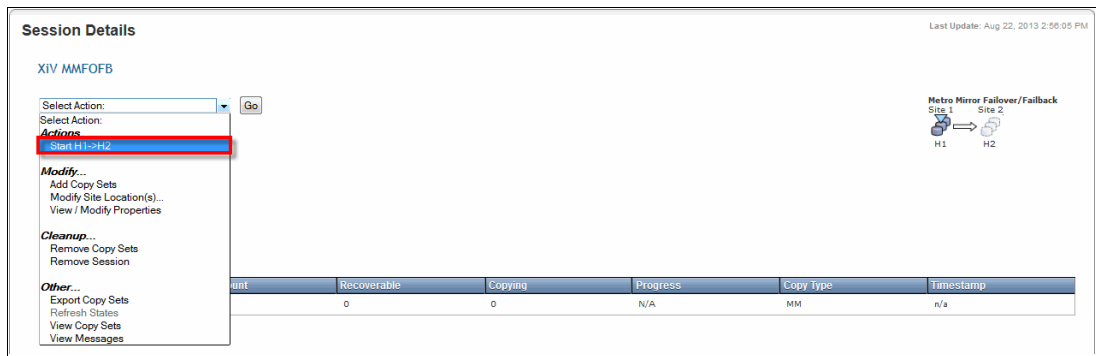 Session Details
Last Update: Aug 22, 2013 2:56:05 PM
XiV MMFOFB
Select Action:
Go
Select Action:
Actions
Start H1->H2
Modify...
Add Copy Sets
Modify Site Location(s)...
View / Modify Properties
Cleanup...
Remove Copy Sets
Remove Session
Other...
Export Copy Sets
Refresh States
View Copy Sets
View Messages
Metro Mirror Failover/Failback
Site 1 Site 2
H1 H2
Recoverable Copying Progress Copy Type Timestamp
0 0 N/A MM n/a